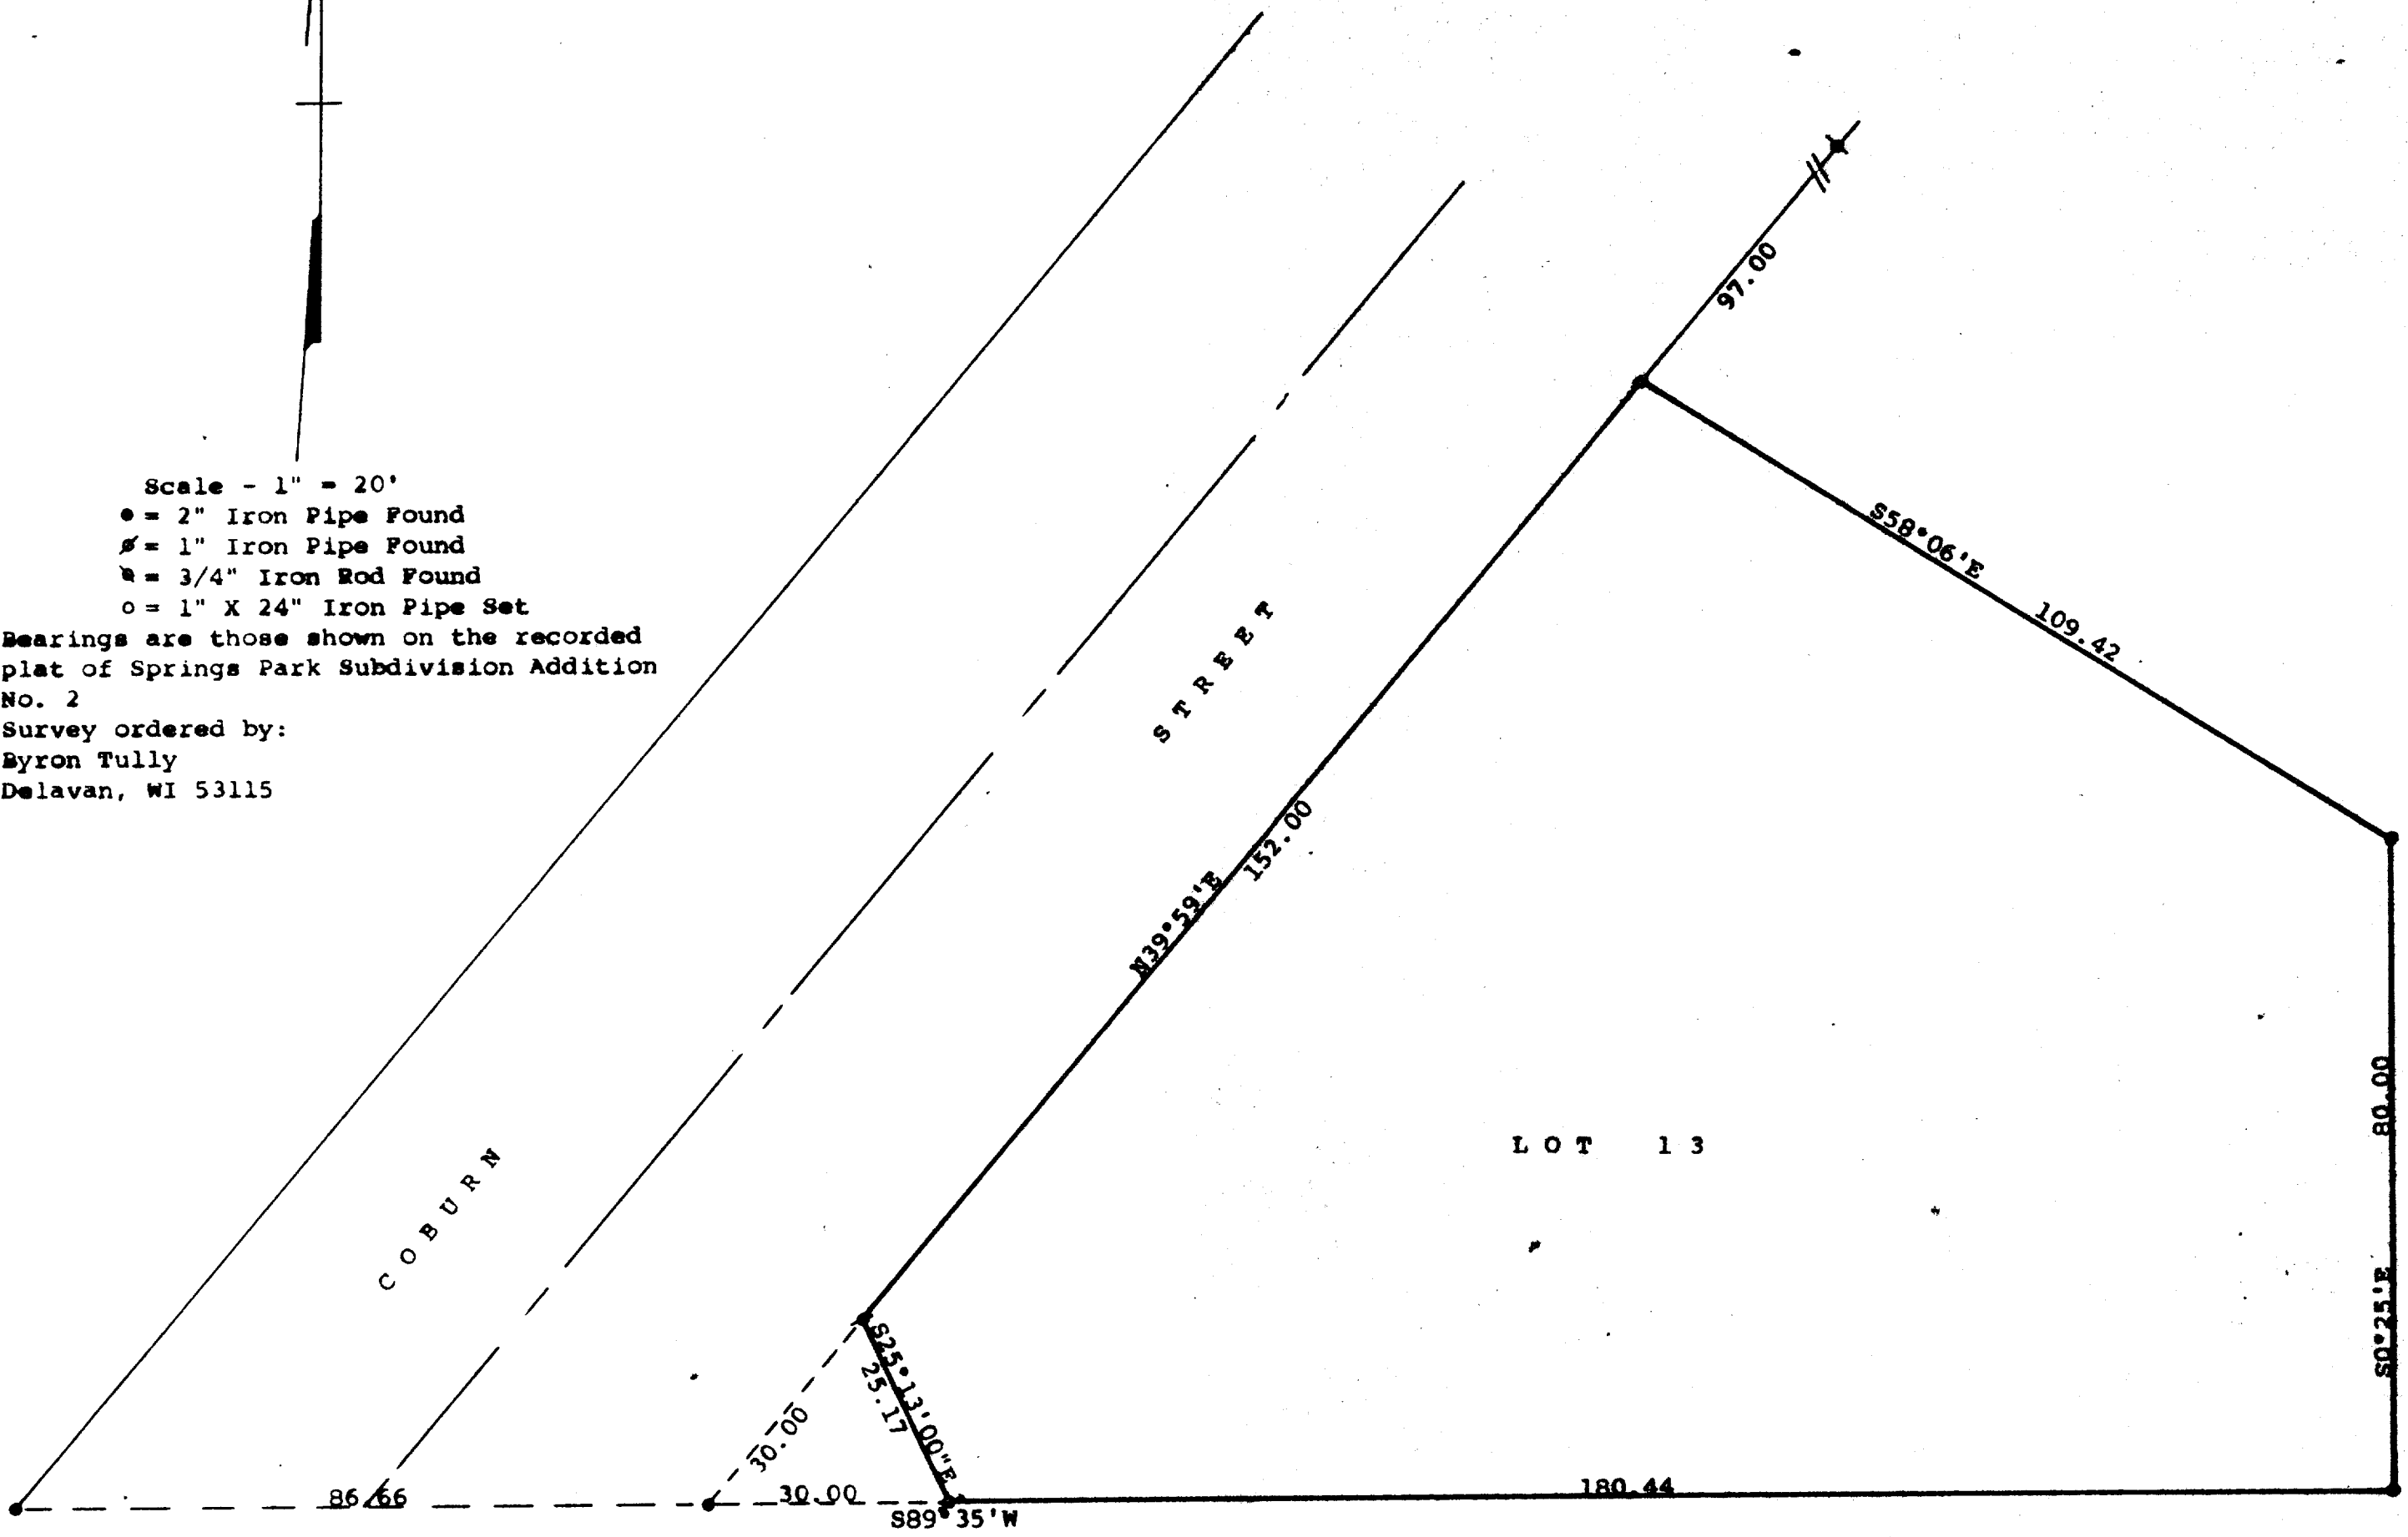 Scale - 1" = 20'
● = 2" Iron Pipe Found
= 1" Iron Pipe Found
= 3/4" Iron Rod Found
o = 1" X 24" Iron Pipe Set
Bearings are those shown on the recorded
plat of Springs Park Subdivision Addition
No. 2
Survey ordered by:
Byron Tully
Delavan, WI 53115
97.00
S58°06'E
109.42
STREET
152.00
N39°59'E
COBURN
LOT 13
80.00
S0°25'E
S25°13'00"E
25.17
30.00
86.66
30.00
S89°35'W
180.44